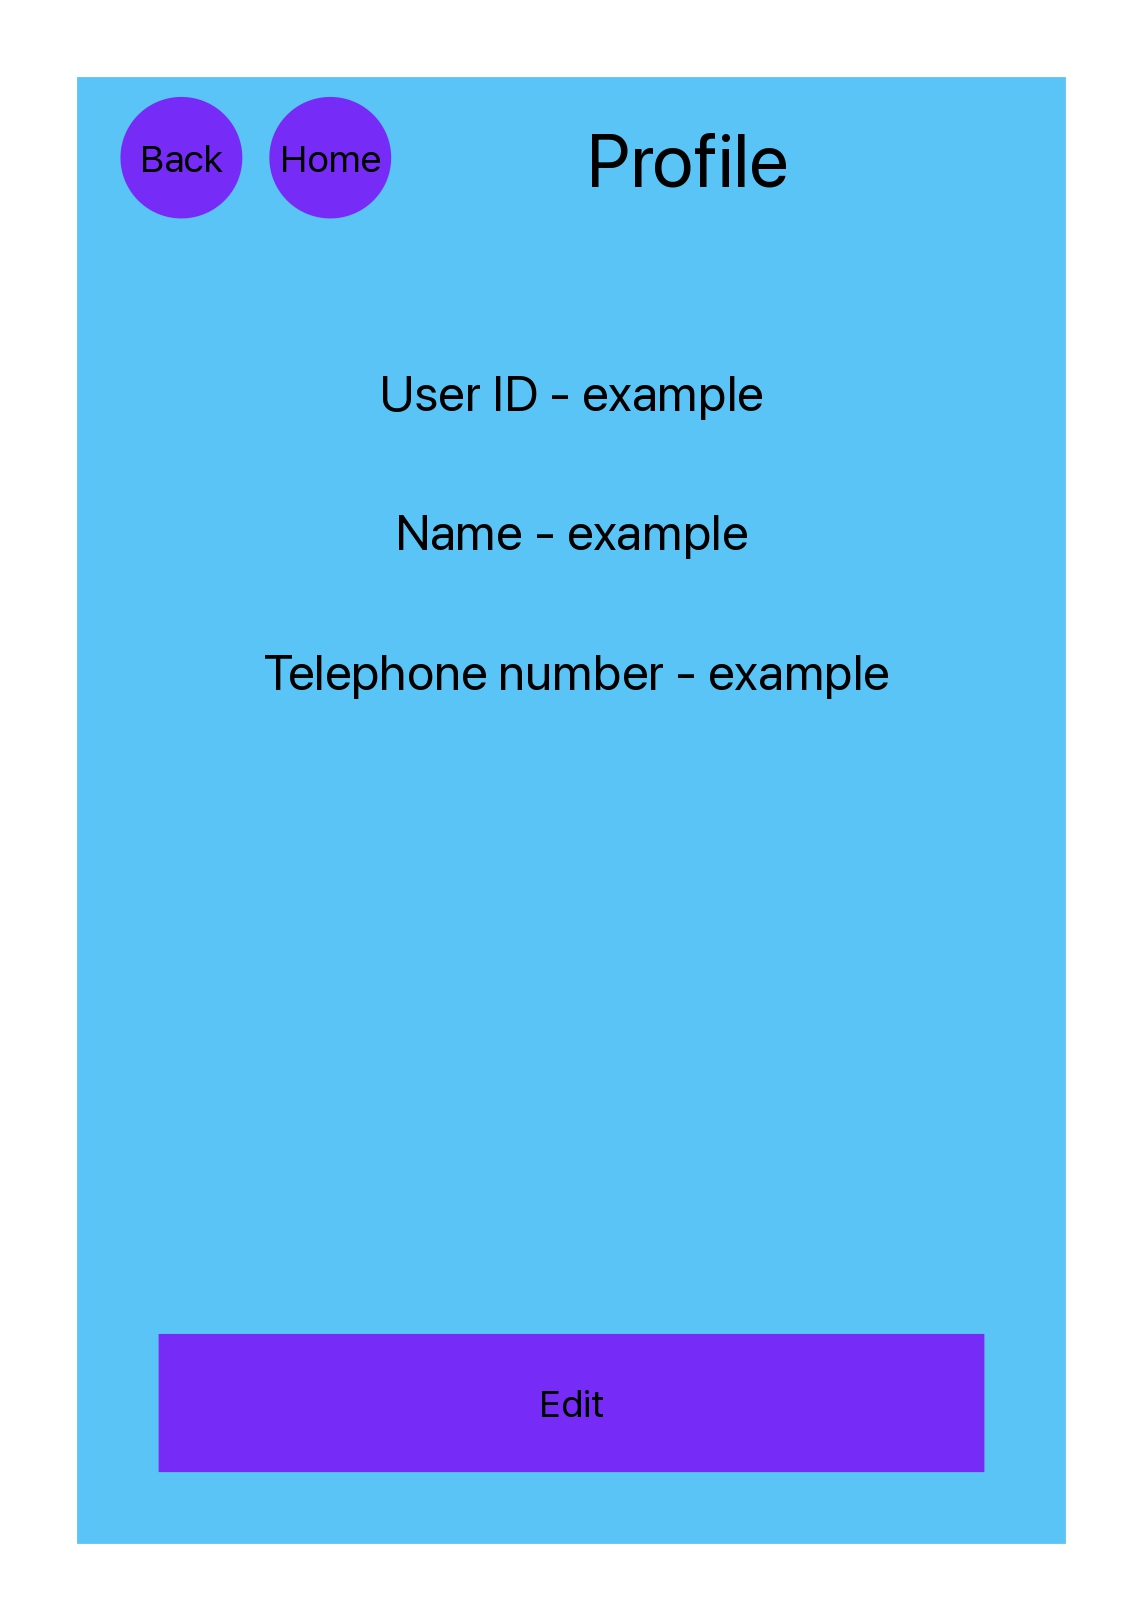 Back Home Profile
User ID - example
Name - example
Telephone number - example
Edit